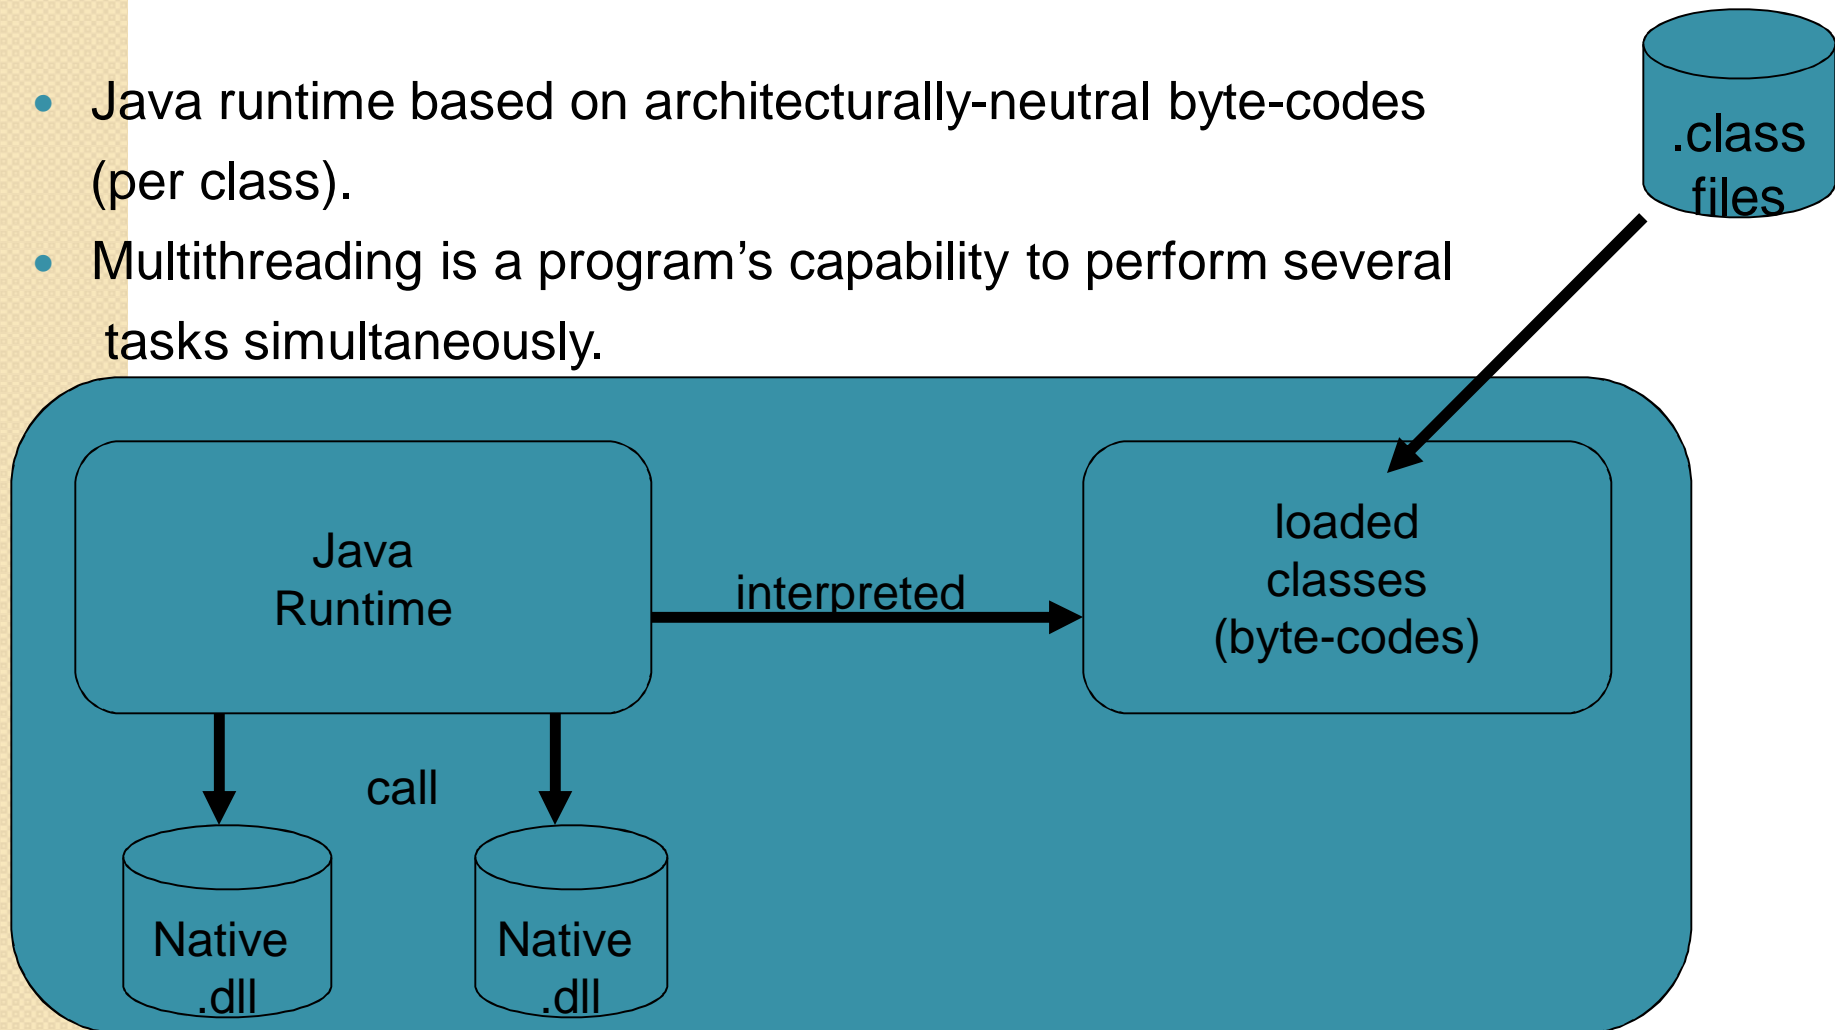 • Java runtime based on architecturally-neutral byte-codes
(per class).
• Multithreading is a program’s capability to perform several
tasks simultaneously.
.class
files
Java
Runtime
interpreted
loaded
classes
(byte-codes)
call
Native
.dll
Native
.dll